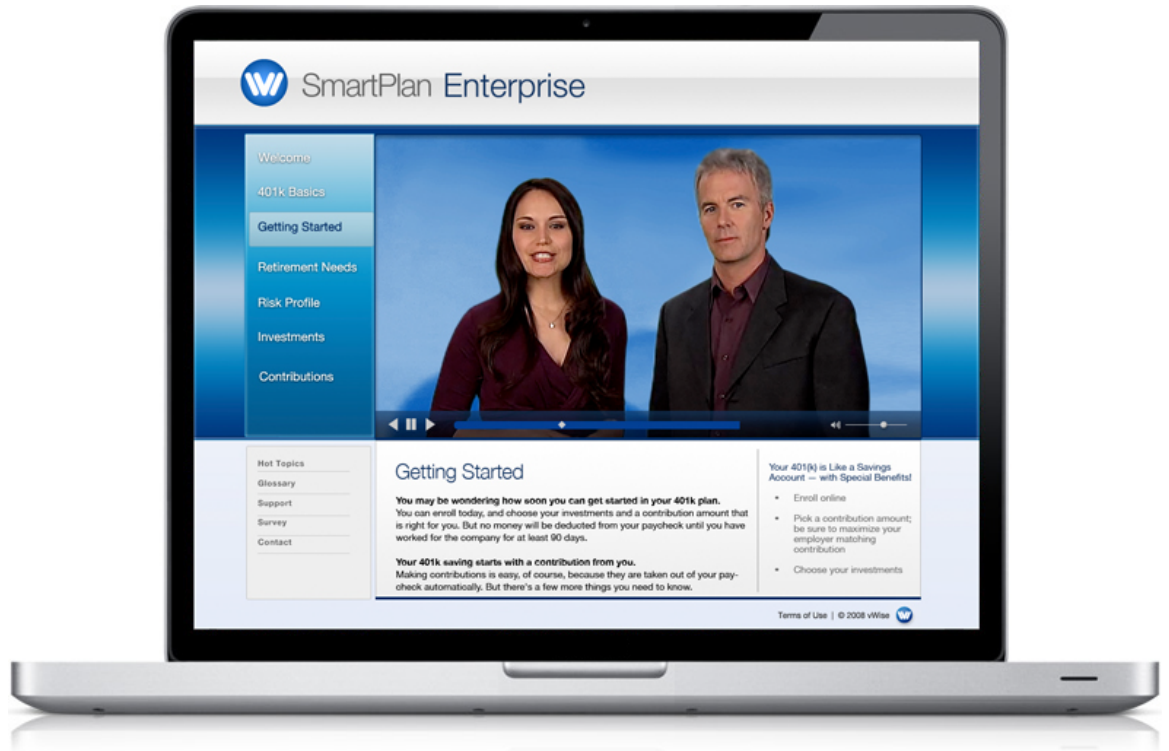 SmartPlan Enterprise
Welcome
401k Basics
Getting Started
Retirement Needs
Risk Profile
Investments
Contributions
Hot Topics
Glossary
Support
Survey
Contact
Getting Started
You may be wondering how soon you can get started in your 401k plan.
You can enroll today, and choose your investments and a contribution amount that
is right for you. But no money will be deducted from your paycheck until you have
worked for the company for at least 90 days.
Your 401k saving starts with a contribution from you.
Making contributions is easy, of course, because they are taken out of your pay-
check automatically. But there's a few more things you need to know.
Your 401(k) is Like a Savings
Account — with Special Benefits!
• Enroll online
• Pick a contribution amount;
be sure to maximize your
employer matching
contribution
• Choose your investments
Terms of Use | © 2008 vWise